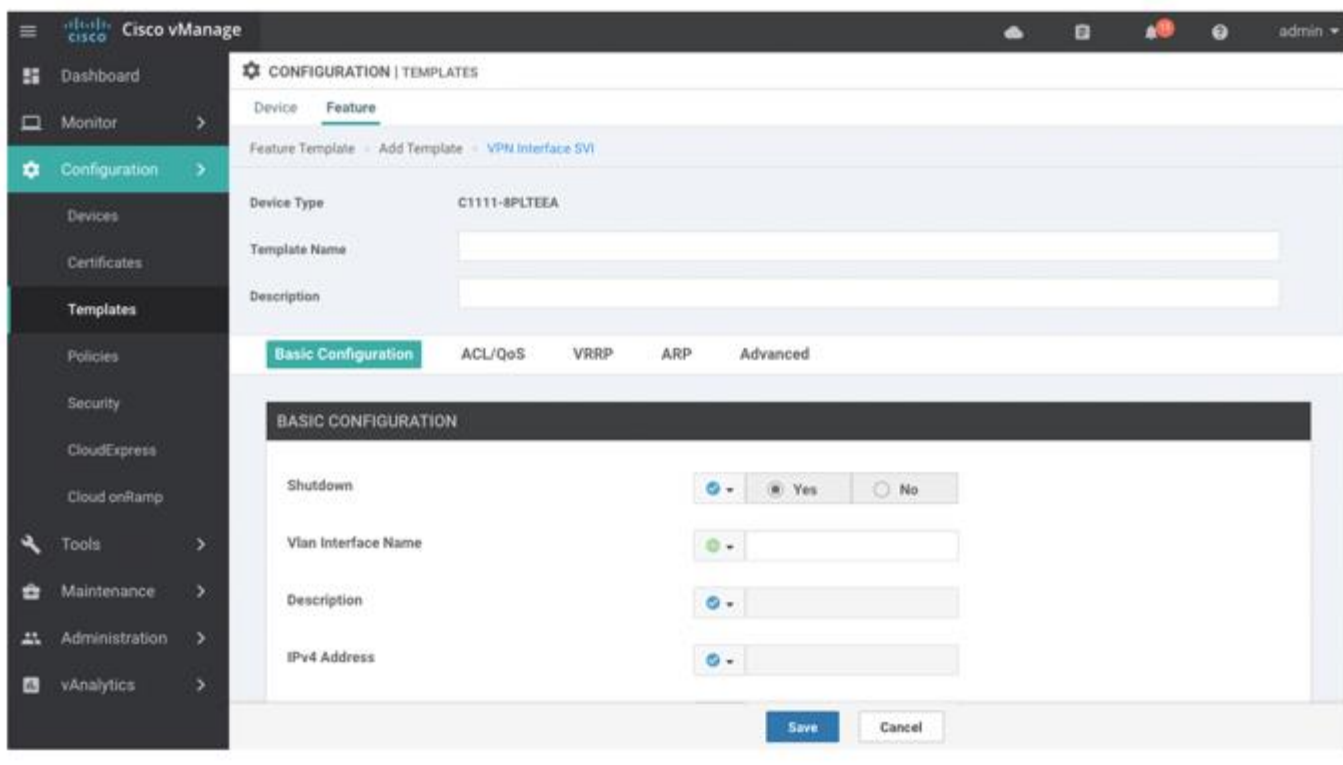 CISCO Cisco vManage
admin
Dashboard
Monitor
Configuration
Devices
Certificates
Templates
Policies
Security
CloudExpress
Cloud onRamp
Tools
Maintenance
Administration
vAnalytics
CONFIGURATION | TEMPLATES
Device Feature
Feature Template Add Template VPN Interface SVI
Device Type C1111-8PLTEEA
Template Name
Description
Basic Configuration ACL/QoS VRRP ARP Advanced
BASIC CONFIGURATION
Shutdown Yes No
Vlan Interface Name
Description
IPv4 Address
Save Cancel